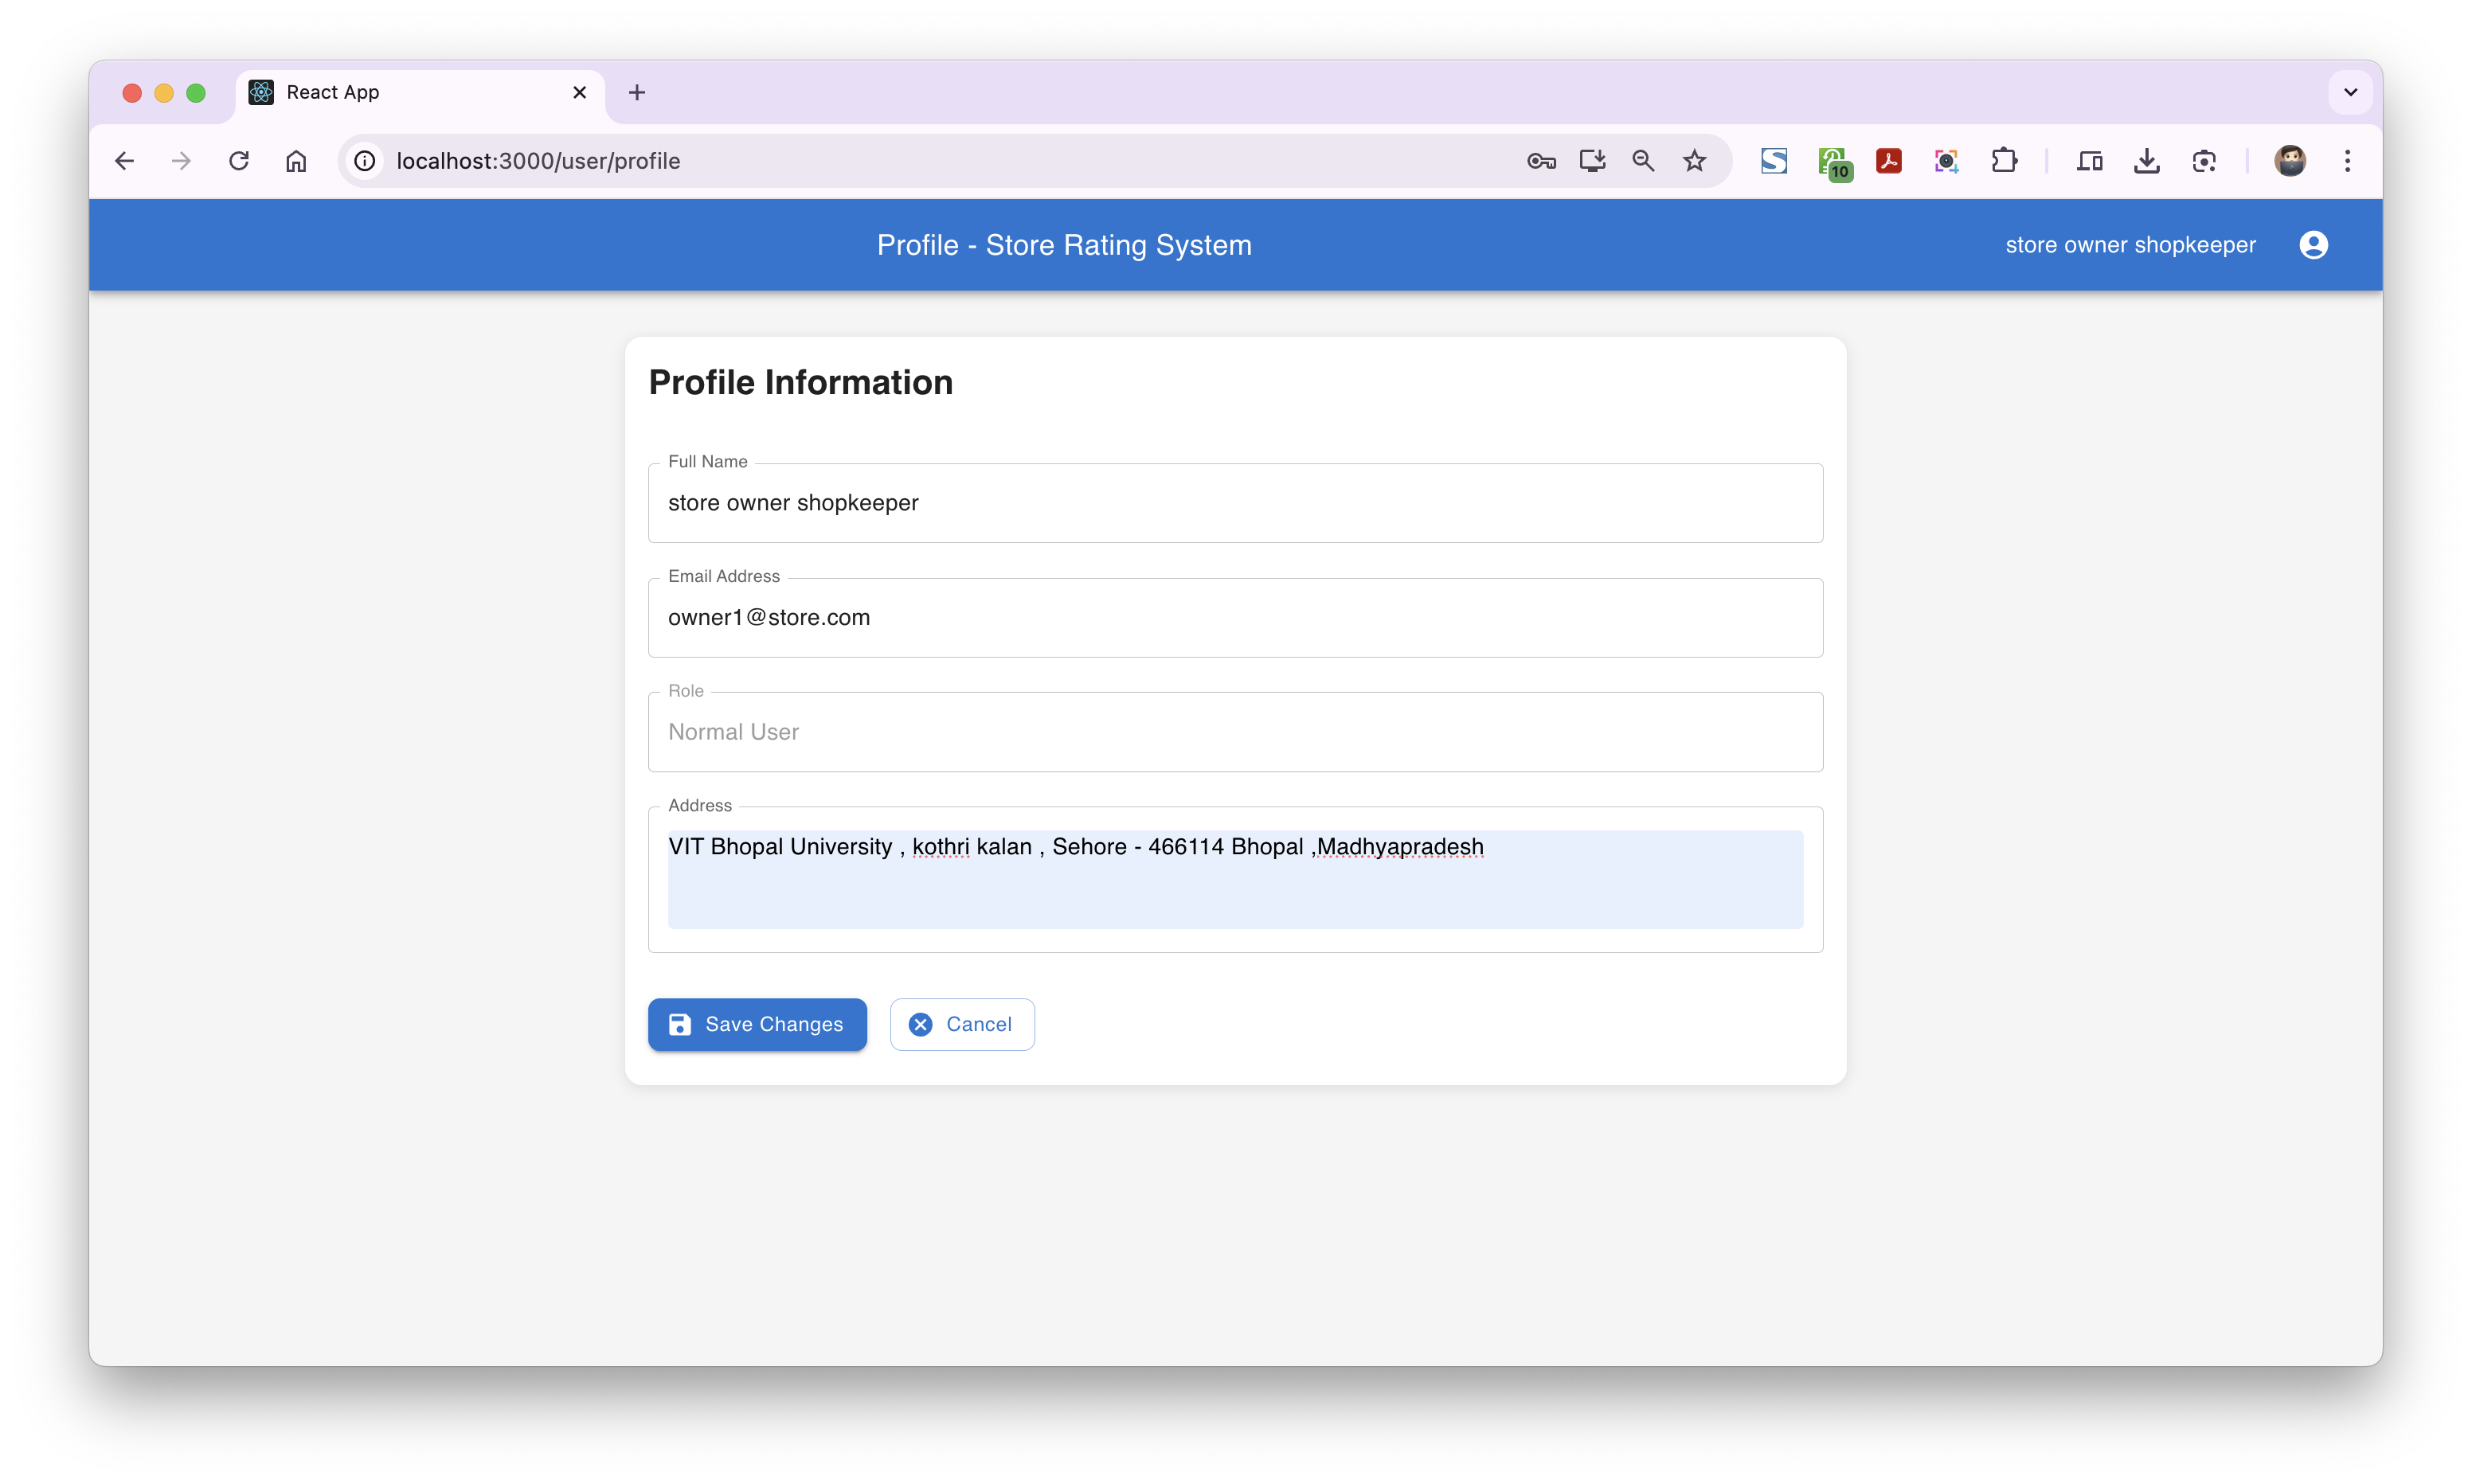 React App
localhost:3000/user/profile
10
Profile - Store Rating System
store owner shopkeeper
Profile Information
Full Name
store owner shopkeeper
Email Address
owner1@store.com
Role
Normal User
Address
VIT Bhopal University , kothri kalan , Sehore - 466114 Bhopal ,Madhyapradesh
Save Changes
Cancel